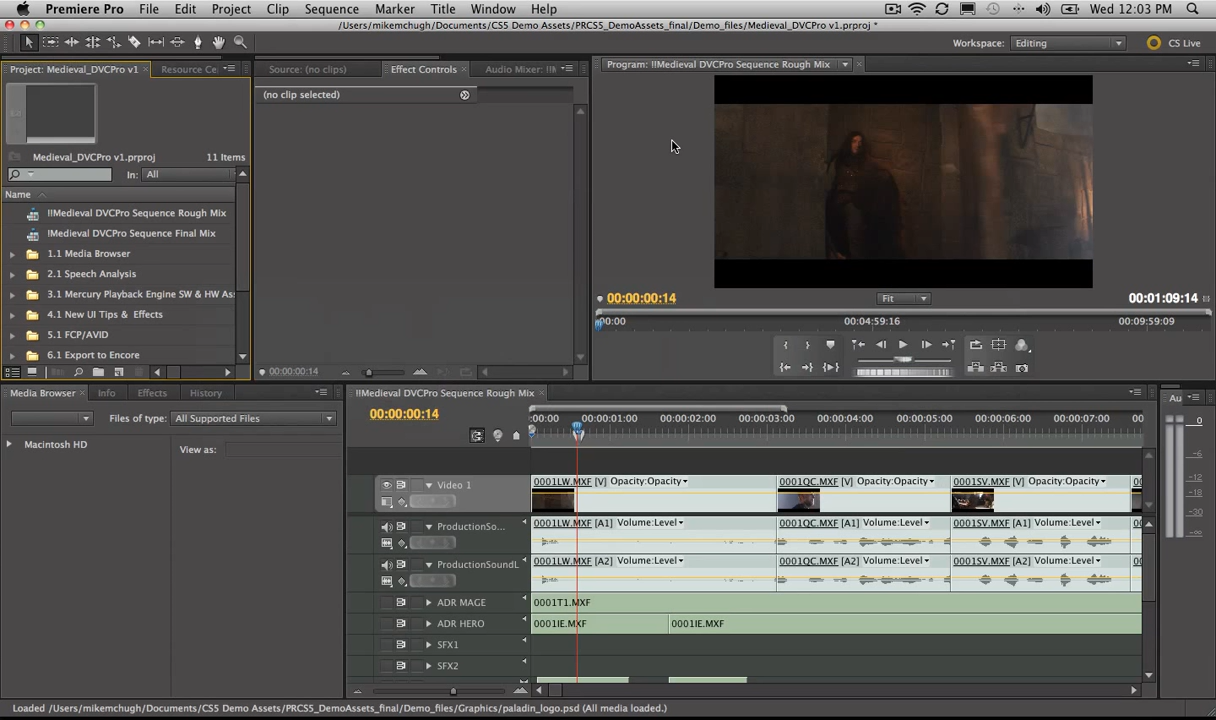 Premiere Pro File Edit Project Clip Sequence Marker Title Window Help Wed 12:03 PM
/Users/mikemchugh/Documents/CS5 Demo Assets/PRCS5_DemoAssets_final/Demo_files/Medieval_DVCPro v1.prproj *
Workspace: Editing CS Live
Project: Medieval_DVCPro v1 Resource Ce
Source: (no clips) Effect Controls Audio Mixer: !!M
Program: !!Medieval DVCPro Sequence Rough Mix
(no clip selected)
Medieval_DVCPro v1.prproj 11 Items
In: All
Name
!!Medieval DVCPro Sequence Rough Mix
!Medieval DVCPro Sequence Final Mix
1.1 Media Browser
2.1 Speech Analysis
3.1 Mercury Playback Engine SW & HW Ass
4.1 New UI Tips & Effects
5.1 FCP/AVID
6.1 Export to Encore
00:00:00:14
00:00:00:14 Fit 00:01:09:14
00:00 00:04:59:16 00:09:59:09
Media Browser Info Effects History
Files of type: All Supported Files
Macintosh HD
View as:
!!Medieval DVCPro Sequence Rough Mix
00:00:00:14
:00:00 00:00:01:00 00:00:02:00 00:00:03:00 00:00:04:00 00:00:05:00 00:00:06:00 00:00:07:00 00
Video 1 0001LW.MXF [V] Opacity:Opacity 0001QC.MXF [V] Opacity:Opacity 0001SV.MXF [V] Opacity:Opacity
ProductionSo... 0001LW.MXF [A1] Volume:Level 0001QC.MXF [A1] Volume:Level 0001SV.MXF [A1] Volume:Level
ProductionSoundL 0001LW.MXF [A2] Volume:Level 0001QC.MXF [A2] Volume:Level 0001SV.MXF [A2] Volume:Level
ADR MAGE 0001T1.MXF
ADR HERO 0001IE.MXF 0001IE.MXF
SFX1
SFX2
Au
0
-6
-12
-18
-30
Loaded /Users/mikemchugh/Documents/CS5 Demo Assets/PRCS5_DemoAssets_final/Demo_files/Graphics/paladin_logo.psd (All media loaded.)